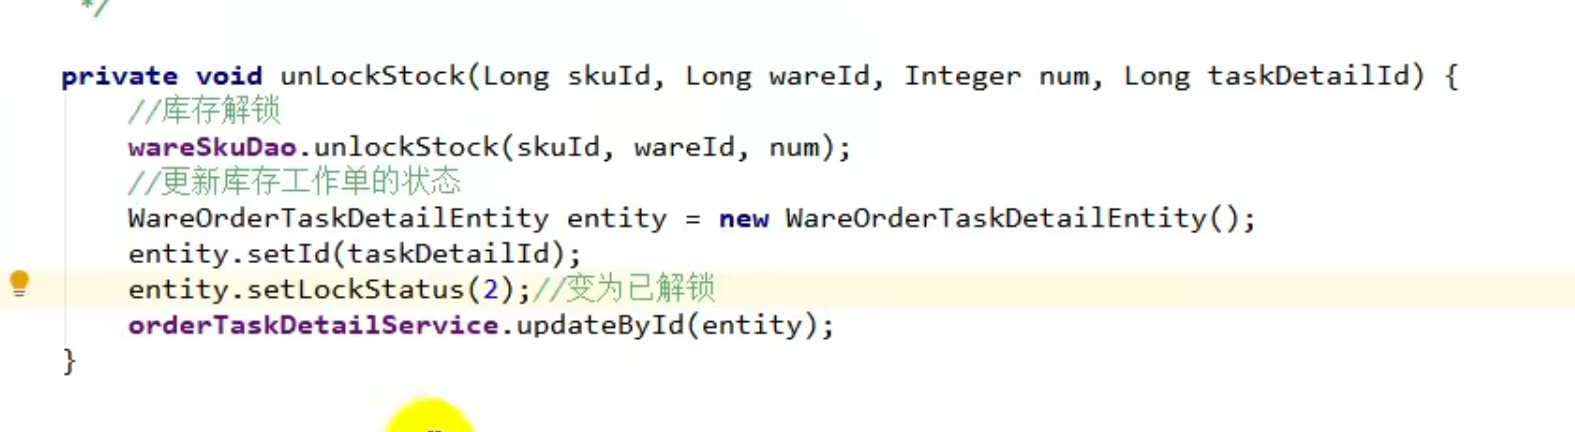 */
private void unLockStock(Long skuId, Long wareId, Integer num, Long taskDetailId) {
//库存解锁
wareSkuDao.unlockStock(skuId, wareId, num);
//更新库存工作单的状态
WareOrderTaskDetailEntity entity = new WareOrderTaskDetailEntity();
entity.setId(taskDetailId);
entity.setLockStatus(2);//变为已解锁
orderTaskDetailService.updateById(entity);
}